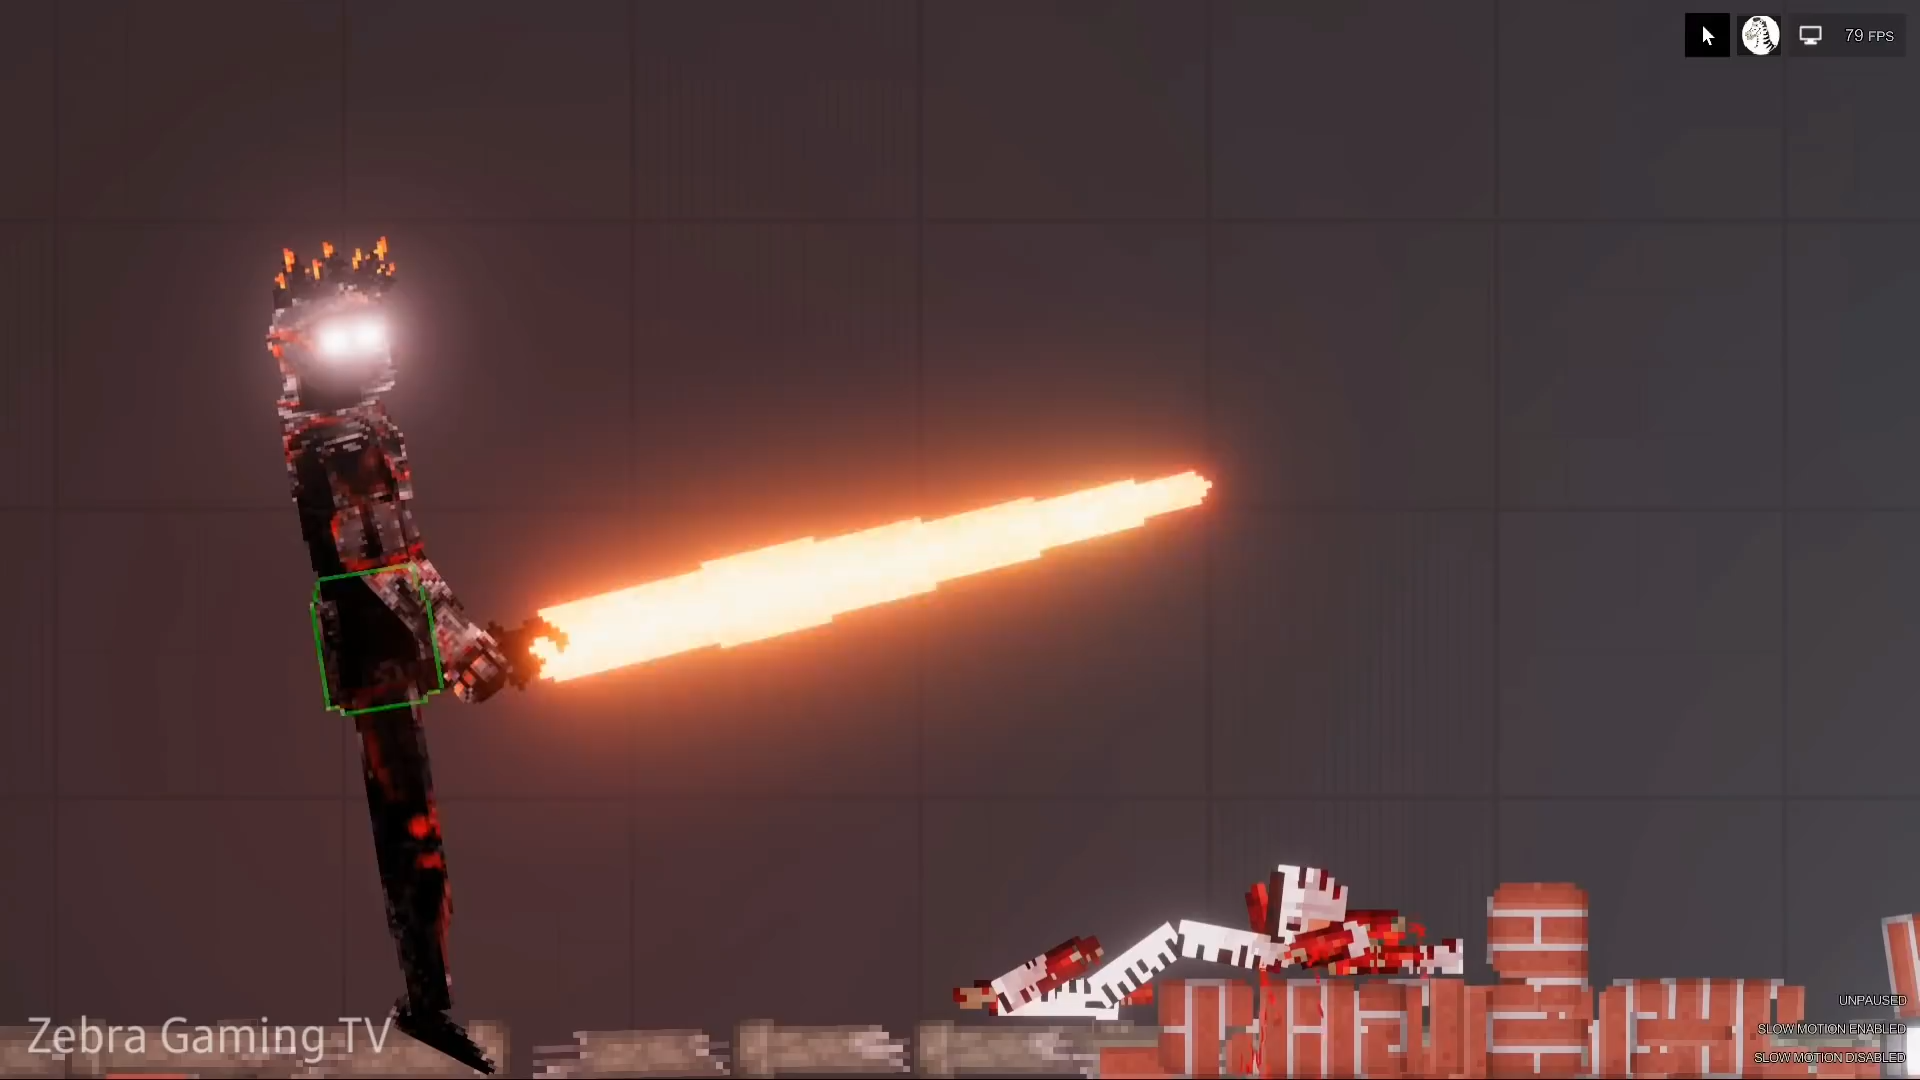 79 FPS
UNPAUSED
SLOW MOTION ENABLED
SLOW MOTION DISABLED
Zebra Gaming TV